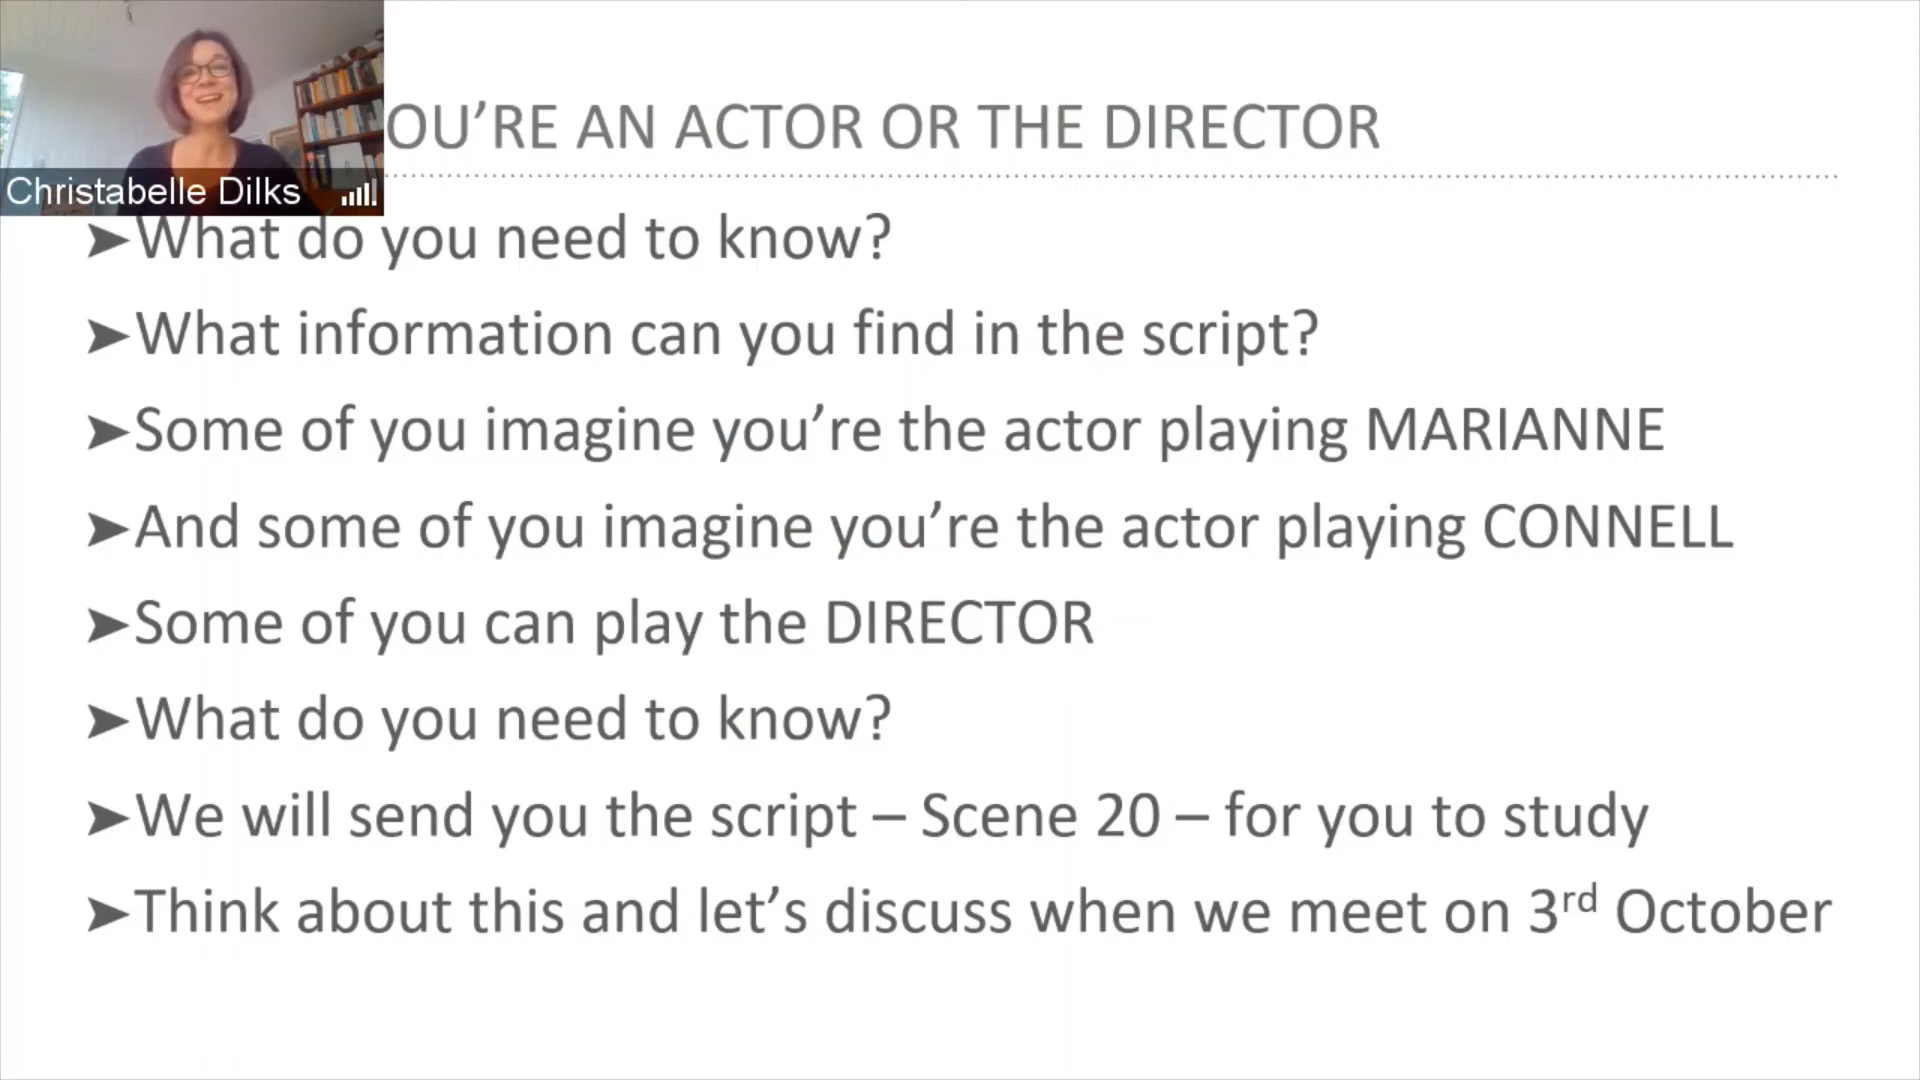 OU’RE AN ACTOR OR THE DIRECTOR
Christabelle Dilks
➤What do you need to know?
➤What information can you find in the script?
➤Some of you imagine you’re the actor playing MARIANNE
➤And some of you imagine you’re the actor playing CONNELL
➤Some of you can play the DIRECTOR
➤What do you need to know?
➤We will send you the script – Scene 20 – for you to study
➤Think about this and let’s discuss when we meet on 3rd October